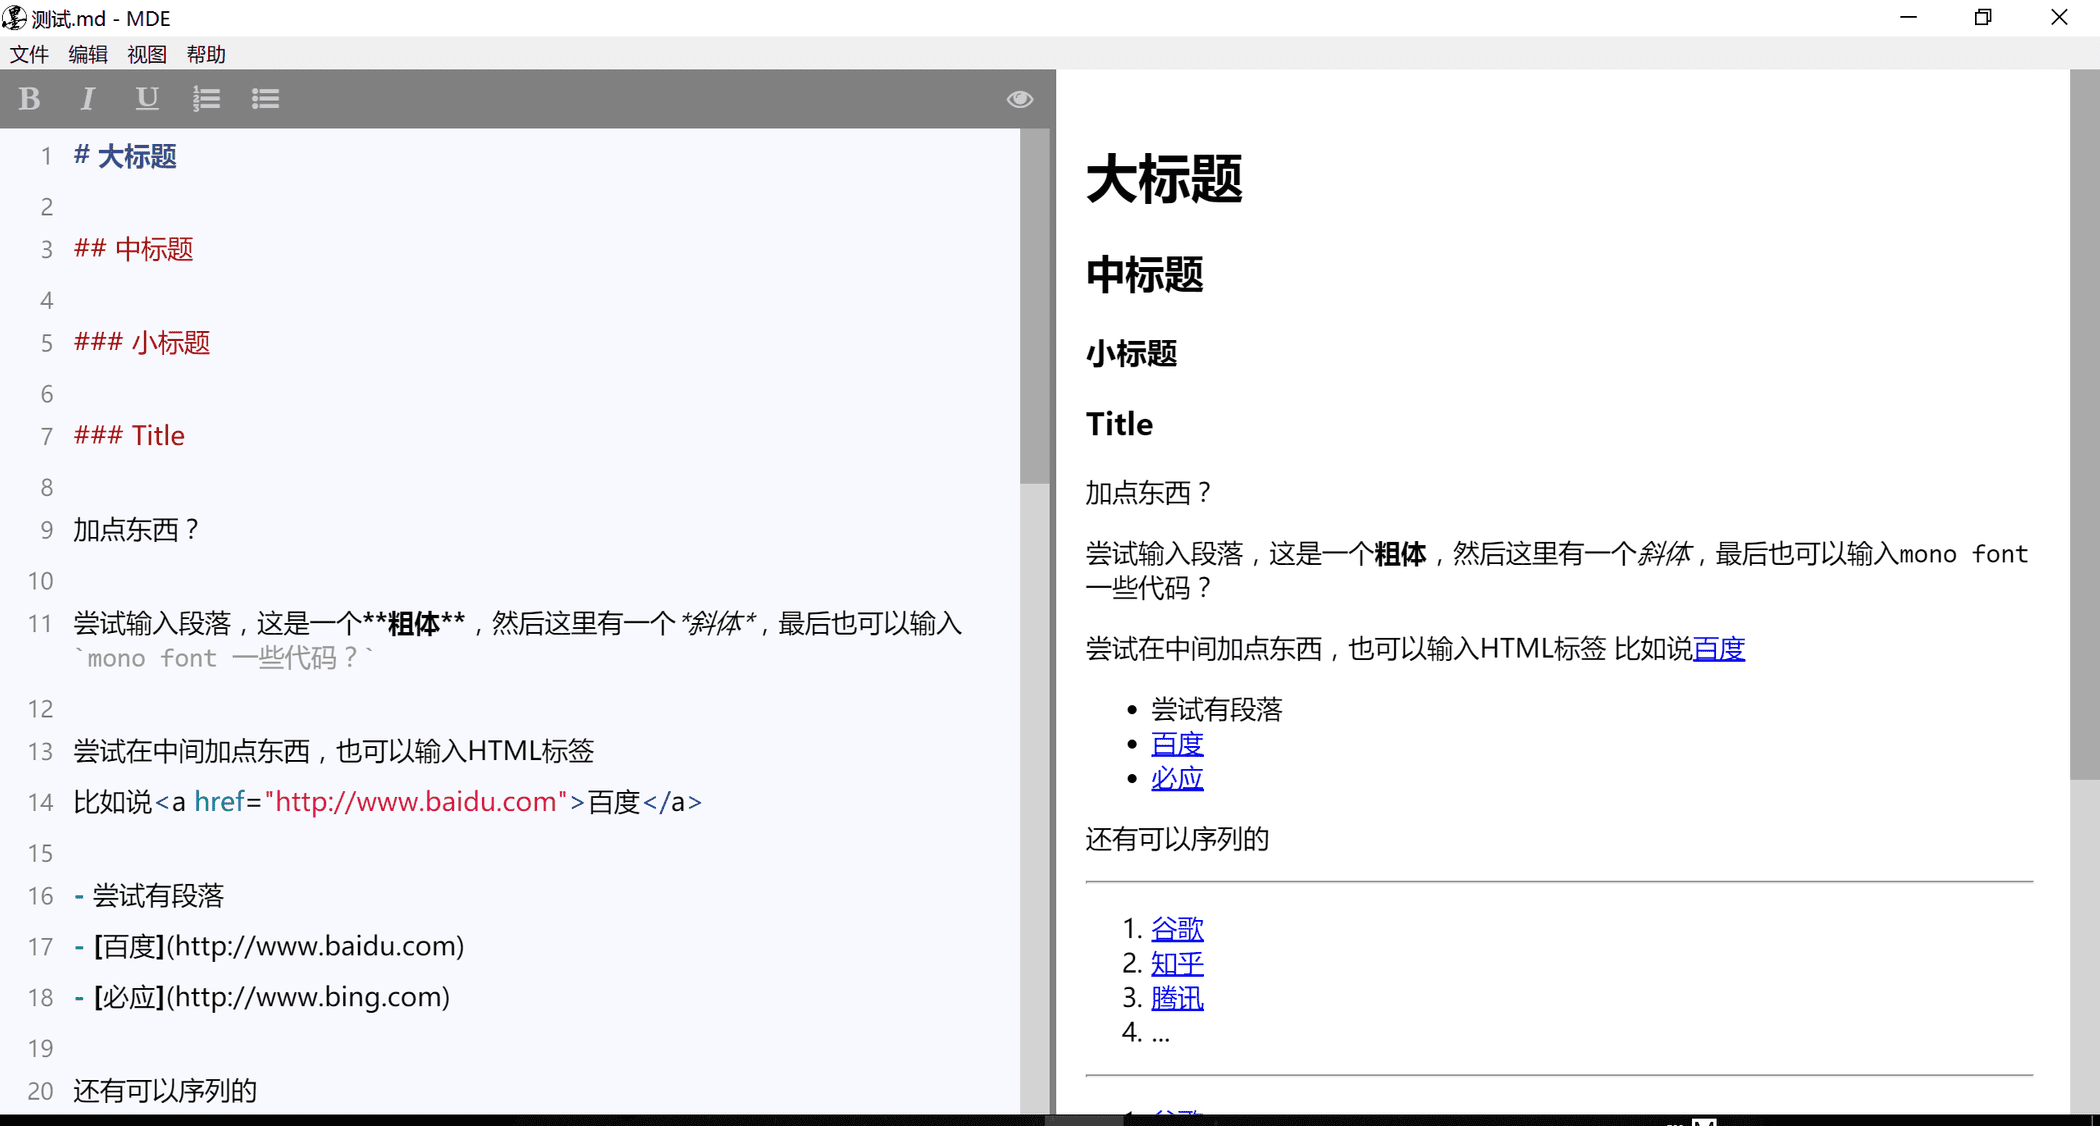 测试.md - MDE
文件 编辑 视图 帮助
B I U
1 # 大标题
2
3 ## 中标题
4
5 ### 小标题
6
7 ### Title
8
9 加点东西？
10
11 尝试输入段落，这是一个**粗体**，然后这里有一个*斜体*，最后也可以输入
`mono font 一些代码？`
12
13 尝试在中间加点东西，也可以输入HTML标签
14 比如说<a href="http://www.baidu.com">百度</a>
15
16 - 尝试有段落
17 - [百度](http://www.baidu.com)
18 - [必应](http://www.bing.com)
19
20 还有可以序列的
大标题
中标题
小标题
Title
加点东西？
尝试输入段落，这是一个粗体，然后这里有一个斜体，最后也可以输入mono font
一些代码？
尝试在中间加点东西，也可以输入HTML标签 比如说百度
• 尝试有段落
• 百度
• 必应
还有可以序列的
1. 谷歌
2. 知乎
3. 腾讯
4. ...